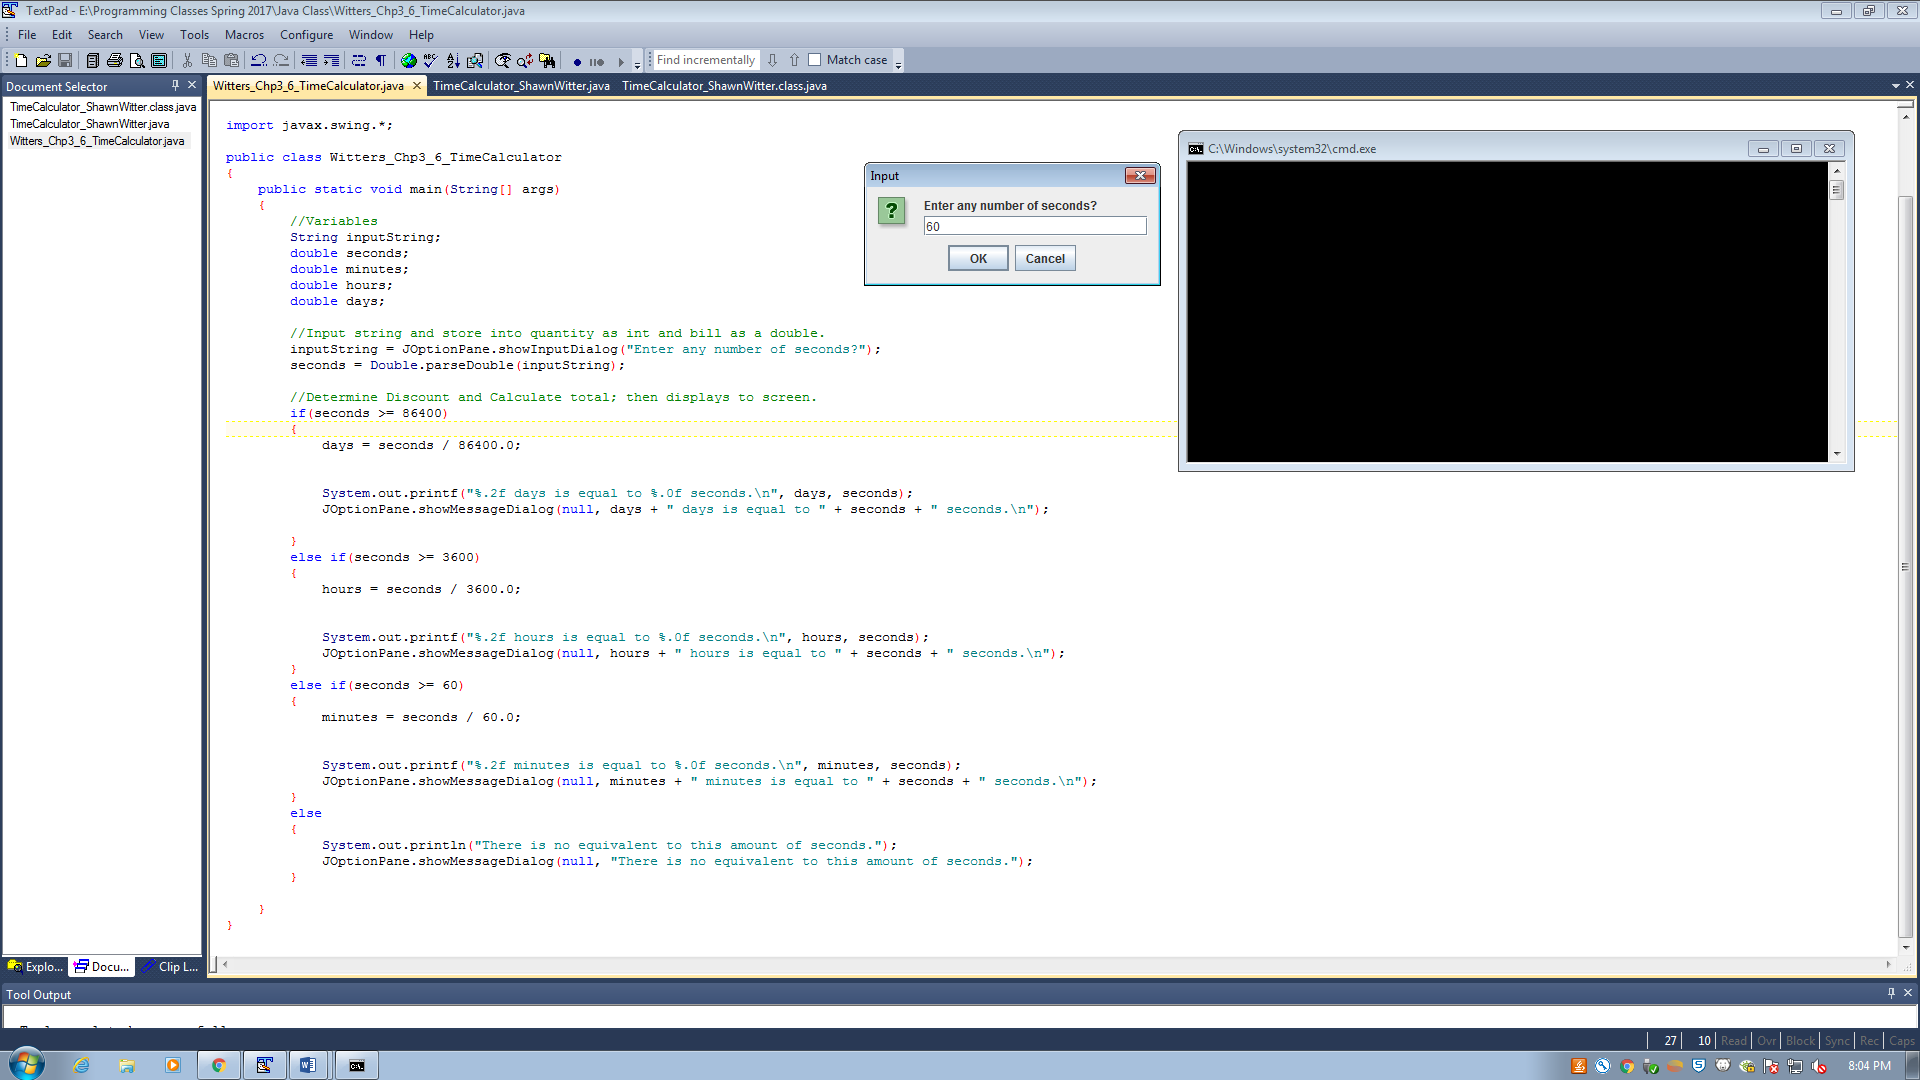 TextPad - E:\Programming Classes Spring 2017\Java Class\Witters_Chp3_6_TimeCalculator.java
File Edit Search View Tools Macros Configure Window Help
Find incrementally Match case
Document Selector
TimeCalculator_ShawnWitter.class.java
TimeCalculator_ShawnWitter.java
Witters_Chp3_6_TimeCalculator.java
Witters_Chp3_6_TimeCalculator.java TimeCalculator_ShawnWitter.java TimeCalculator_ShawnWitter.class.java
import javax.swing.*;
public class Witters_Chp3_6_TimeCalculator
{
public static void main(String[] args)
{
//Variables
String inputString;
double seconds;
double minutes;
double hours;
double days;
//Input string and store into quantity as int and bill as a double.
inputString = JOptionPane.showInputDialog("Enter any number of seconds?");
seconds = Double.parseDouble(inputString);
//Determine Discount and Calculate total; then displays to screen.
if(seconds >= 86400)
{
days = seconds / 86400.0;
System.out.printf("%.2f days is equal to %.0f seconds.\n", days, seconds);
JOptionPane.showMessageDialog(null, days + " days is equal to " + seconds + " seconds.\n");
}
else if(seconds >= 3600)
{
hours = seconds / 3600.0;
System.out.printf("%.2f hours is equal to %.0f seconds.\n", hours, seconds);
JOptionPane.showMessageDialog(null, hours + " hours is equal to " + seconds + " seconds.\n");
}
else if(seconds >= 60)
{
minutes = seconds / 60.0;
System.out.printf("%.2f minutes is equal to %.0f seconds.\n", minutes, seconds);
JOptionPane.showMessageDialog(null, minutes + " minutes is equal to " + seconds + " seconds.\n");
}
else
{
System.out.println("There is no equivalent to this amount of seconds.");
JOptionPane.showMessageDialog(null, "There is no equivalent to this amount of seconds.");
}
}
}
Input
Enter any number of seconds?
60
OK Cancel
C:\Windows\system32\cmd.exe
Explo... Docu... Clip L...
Tool Output
27 10 Read Ovr Block Sync Rec Caps
8:04 PM